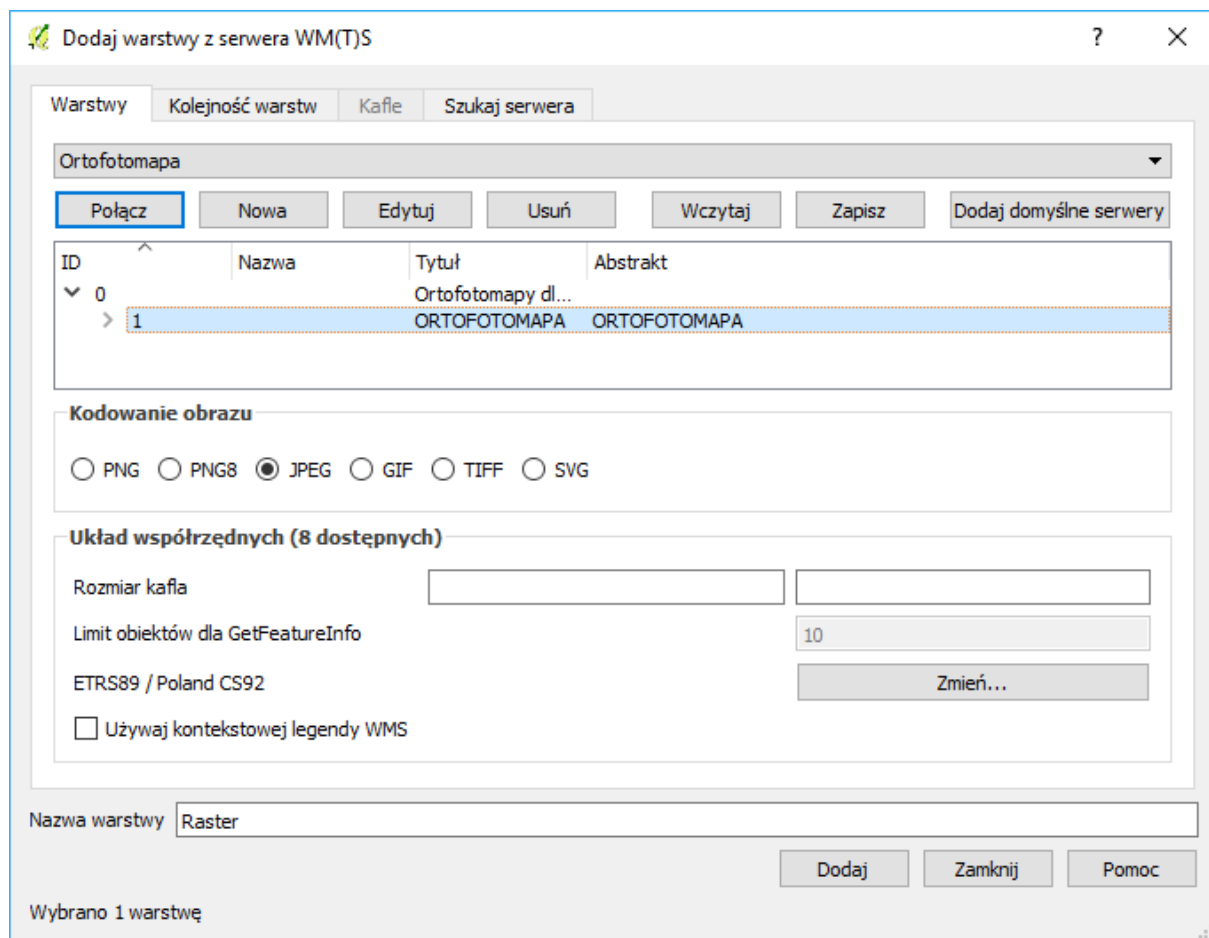 Dodaj warstwy z serwera WM(T)S ?
Warstwy Kolejność warstw Kafle Szukaj serwera
Ortofotomapa
Połącz Nowa Edytuj Usuń Wczytaj Zapisz Dodaj domyślne serwery
ID Nazwa Tytuł Abstrakt
0 Ortofotomapy dl...
1 ORTOFOTOMAPA ORTOFOTOMAPA
Kodowanie obrazu
PNG PNG8 JPEG GIF TIFF SVG
Układ współrzędnych (8 dostępnych)
Rozmiar kafla
Limit obiektów dla GetFeatureInfo 10
ETRS89 / Poland CS92 Zmień...
Używaj kontekstowej legendy WMS
Nazwa warstwy Raster
Dodaj Zamknij Pomoc
Wybrano 1 warstwę